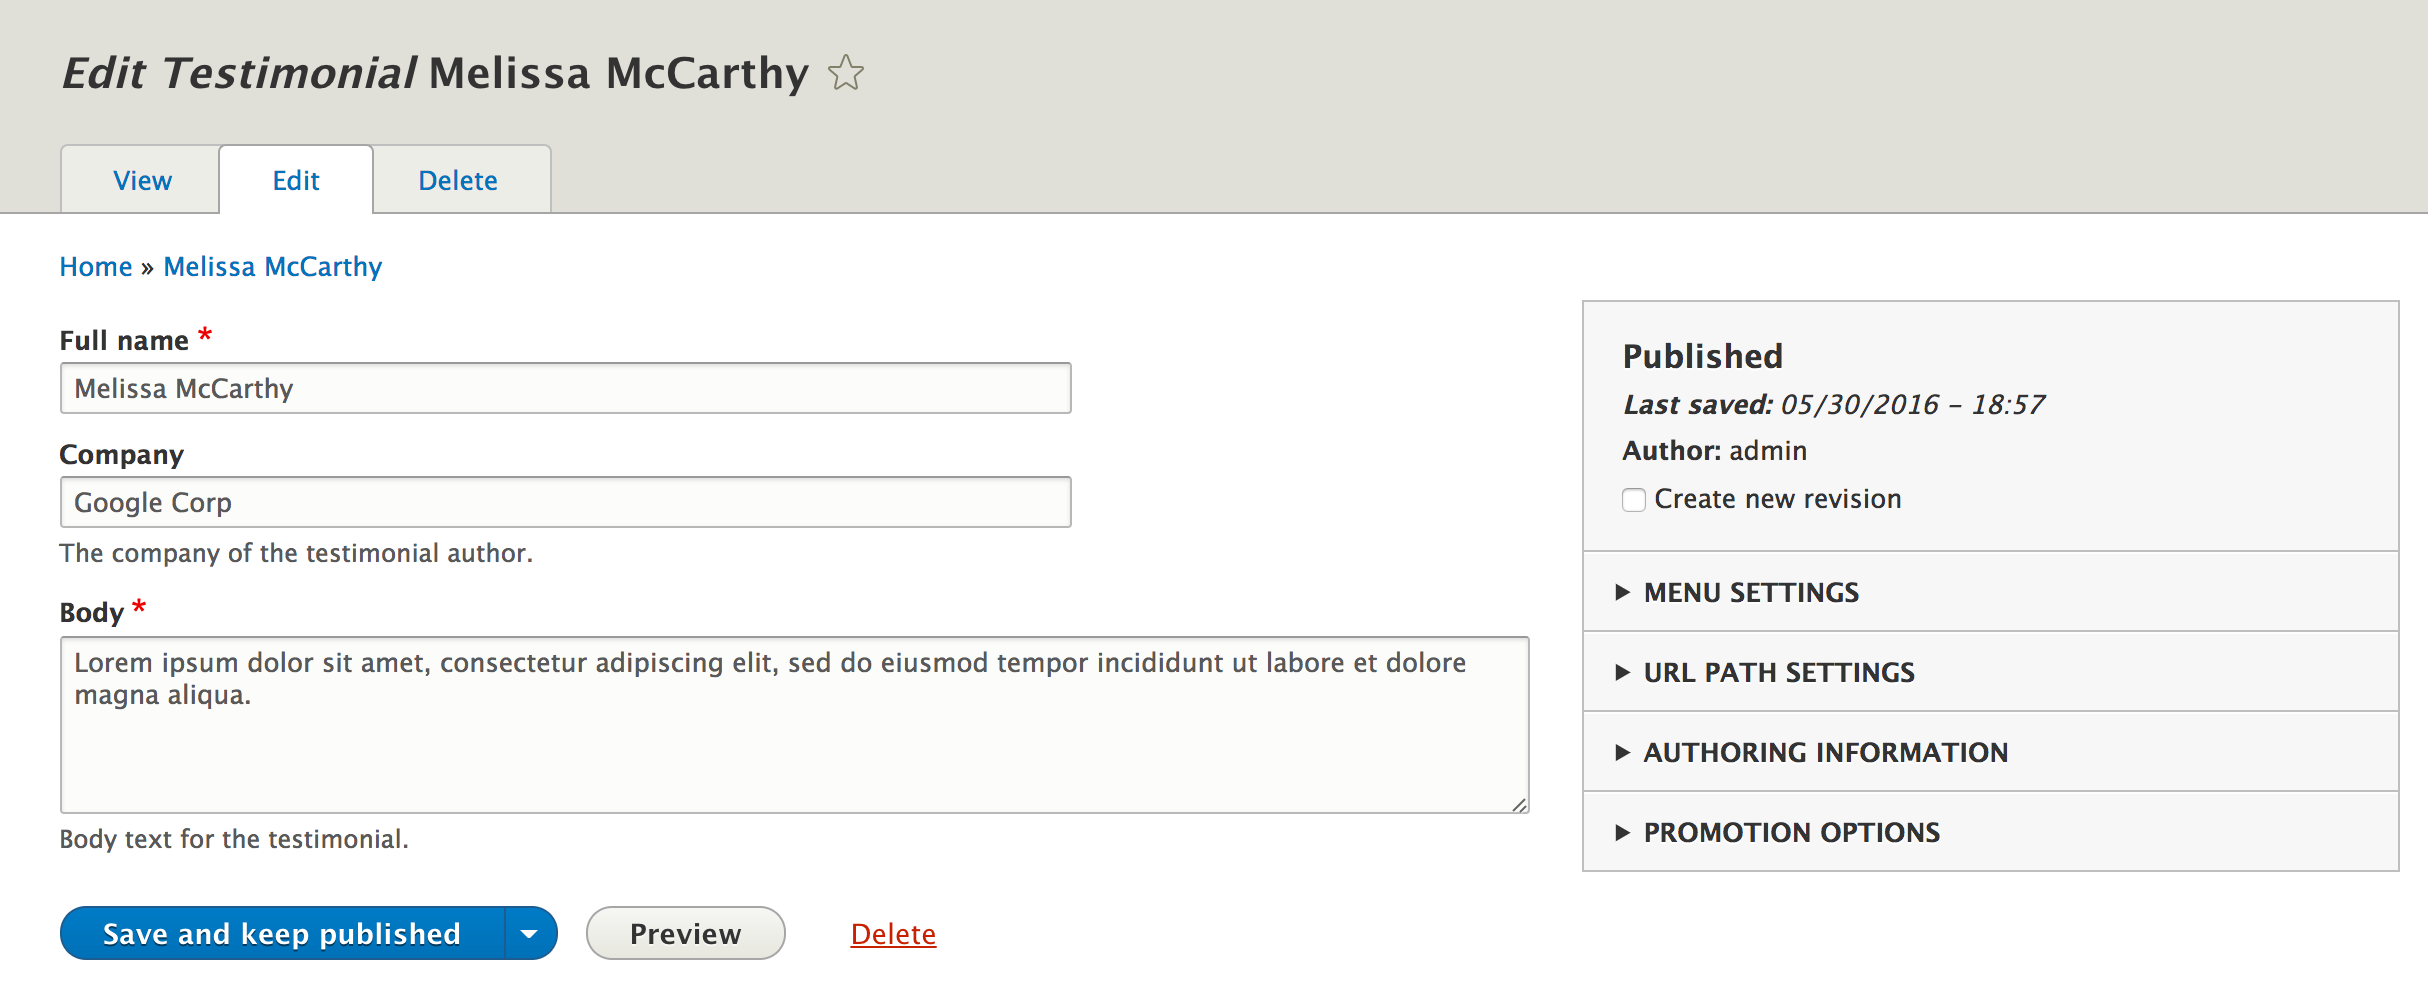 Edit Testimonial Melissa McCarthy
View Edit Delete
Home » Melissa McCarthy
Full name *
Melissa McCarthy
Company
Google Corp
The company of the testimonial author.
Body *
Lorem ipsum dolor sit amet, consectetur adipiscing elit, sed do eiusmod tempor incididunt ut labore et dolore
magna aliqua.
Body text for the testimonial.
Save and keep published Preview Delete
Published
Last saved: 05/30/2016 – 18:57
Author: admin
Create new revision
MENU SETTINGS
URL PATH SETTINGS
AUTHORING INFORMATION
PROMOTION OPTIONS